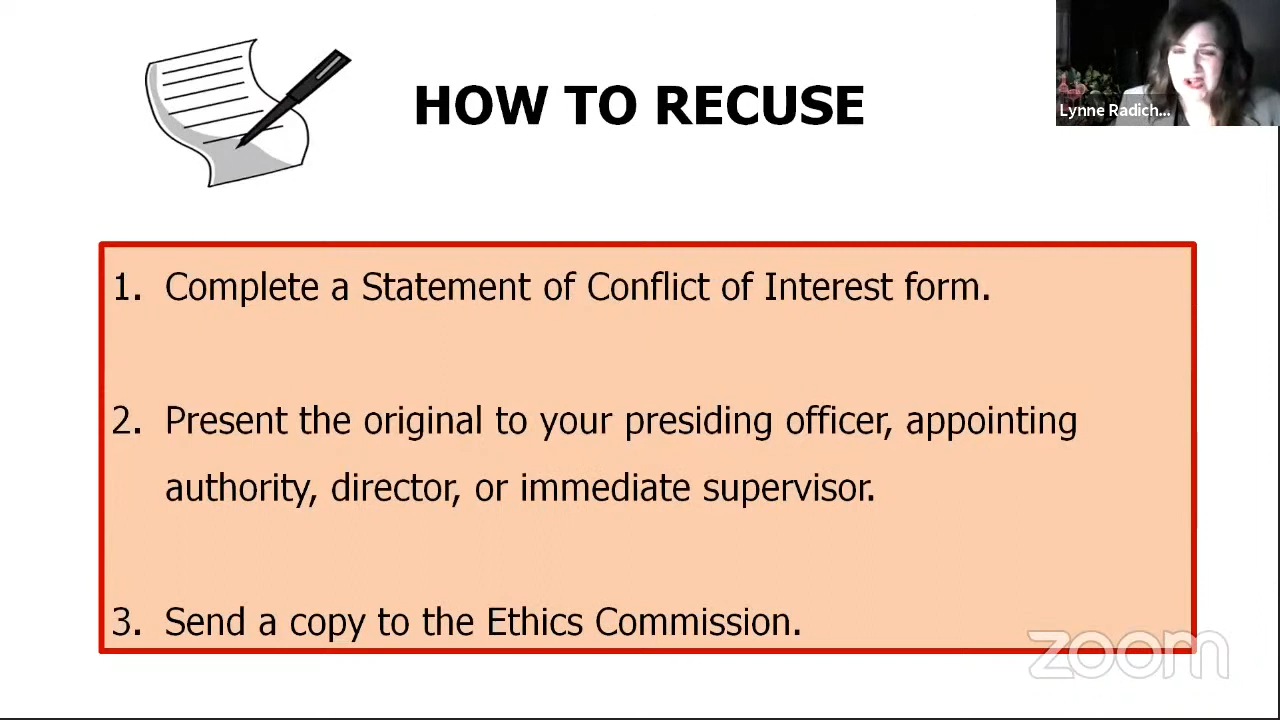 HOW TO RECUSE
Lynne Radich...
1. Complete a Statement of Conflict of Interest form.
2. Present the original to your presiding officer, appointing
authority, director, or immediate supervisor.
3. Send a copy to the Ethics Commission.
zoom